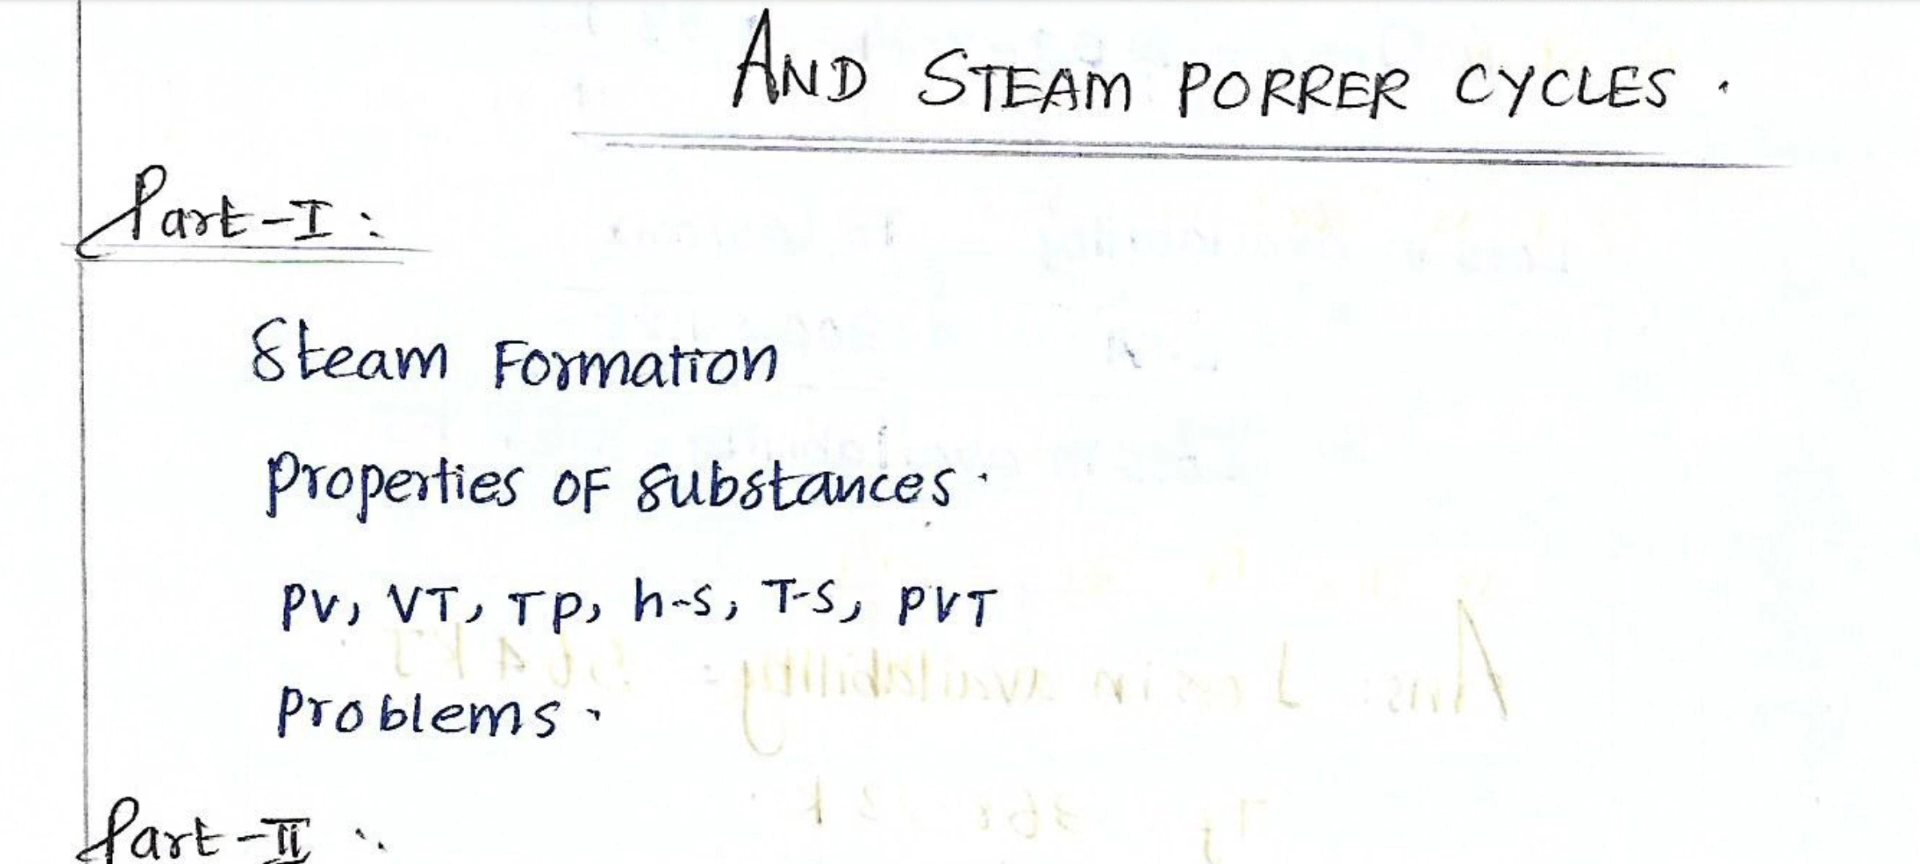 AND STEAM PORRER CYCLES.
Part-I:
Steam Formation
Properties OF Substances.
PV, VT, TP, h-s, T-s, PVT
Problems.
Part-II: